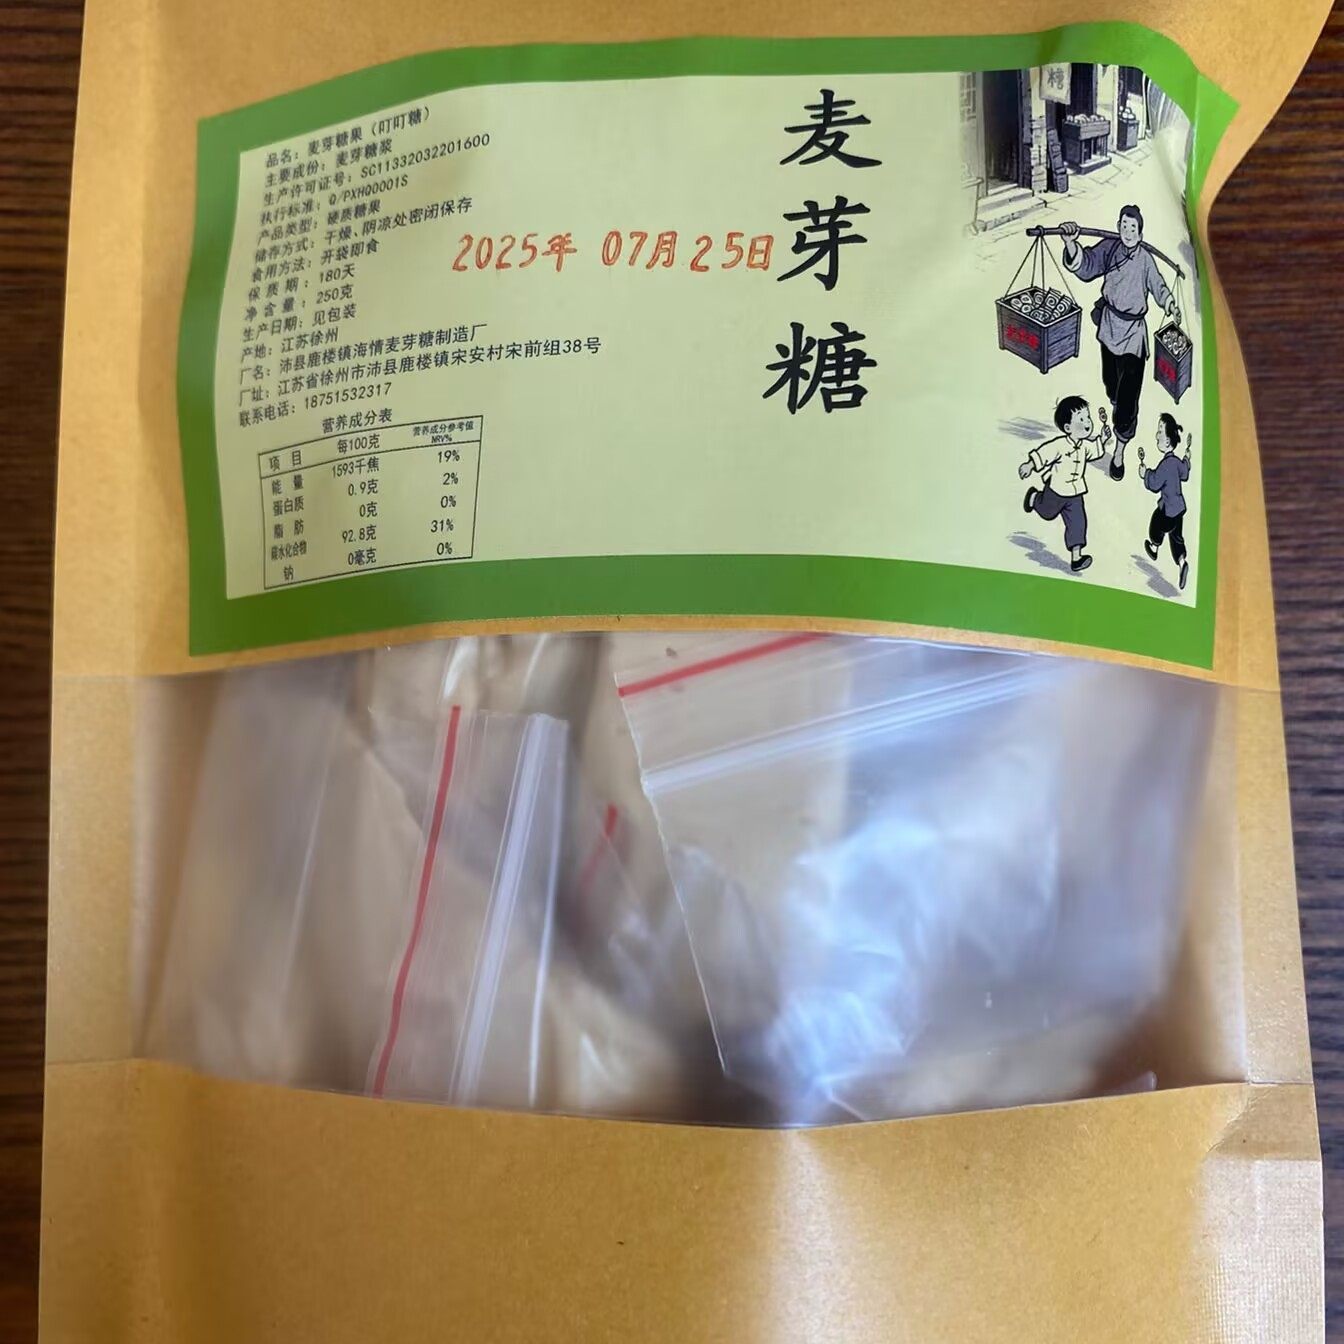 品名：麦芽糖果（叮叮糖）
主要成份：麦芽糖浆
生产许可证号：SC11332032201600
执行标准：Q/PXHQ0001S
产品类型：硬质糖果
储存方式：干燥、阴凉处密闭保存
食用方法：开袋即食
保质期：180天
净含量：250克
生产日期：见包装
产地：江苏徐州
厂名：沛县鹿楼镇海情麦芽糖制造厂
厂址：江苏省徐州市沛县鹿楼镇宋安村宋前组38号
联系电话：18751532317
2025年 07月25日
麦芽糖
糖
营养成分表
项目 每100克 营养成分参考值NRV%
能量 1593千焦 19%
蛋白质 0.9克 2%
脂肪 0克 0%
碳水化合物 92.8克 31%
钠 0毫克 0%